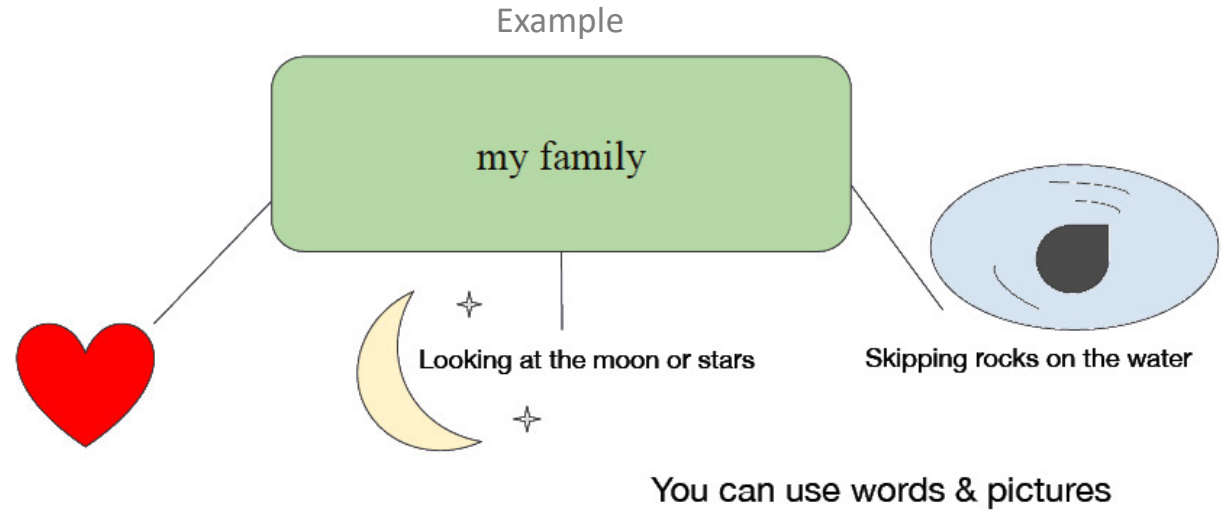 Example
my family
Looking at the moon or stars
Skipping rocks on the water
You can use words & pictures